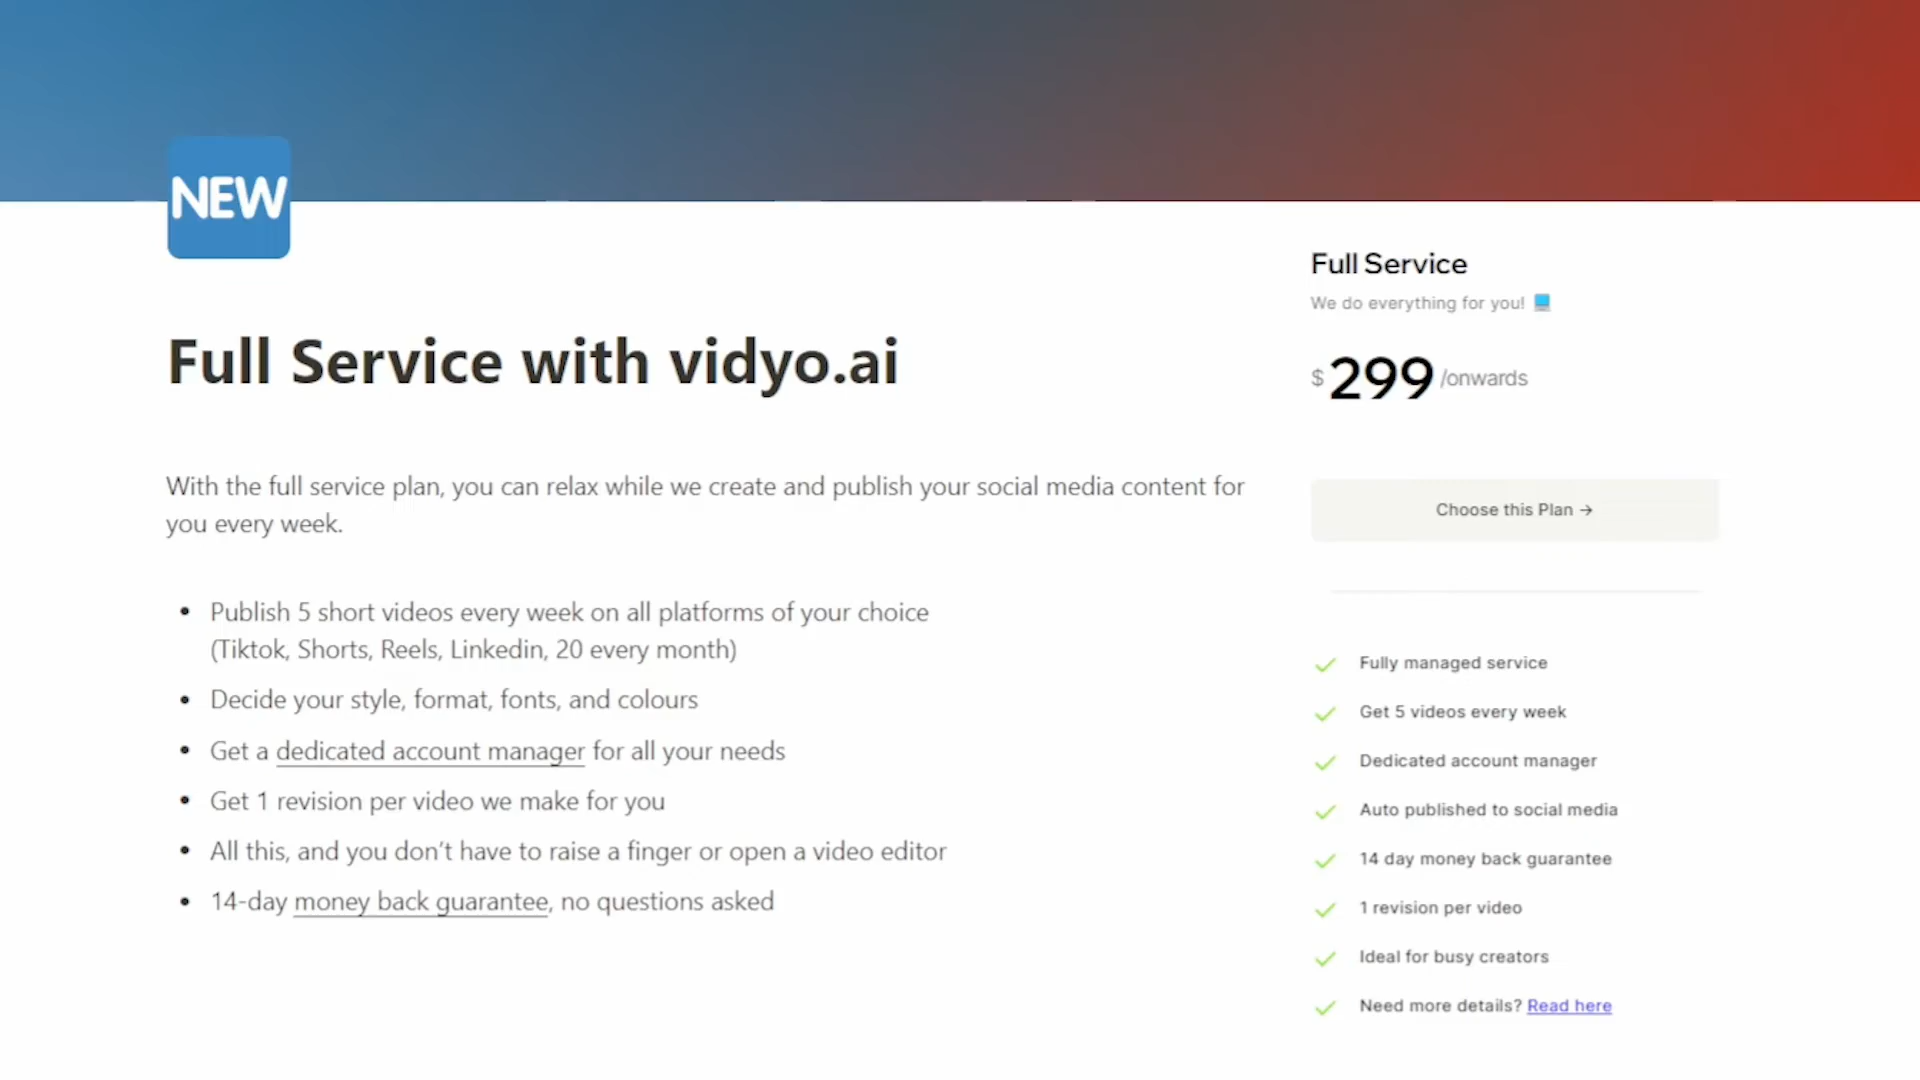 NEW
Full Service with vidyo.ai
With the full service plan, you can relax while we create and publish your social media content for
you every week.
• Publish 5 short videos every week on all platforms of your choice
(Tiktok, Shorts, Reels, Linkedin, 20 every month)
• Decide your style, format, fonts, and colours
• Get a dedicated account manager for all your needs
• Get 1 revision per video we make for you
• All this, and you don’t have to raise a finger or open a video editor
• 14-day money back guarantee, no questions asked
Full Service
We do everything for you!
$ 299 /onwards
Choose this Plan →
Fully managed service
Get 5 videos every week
Dedicated account manager
Auto published to social media
14 day money back guarantee
1 revision per video
Ideal for busy creators
Need more details? Read here